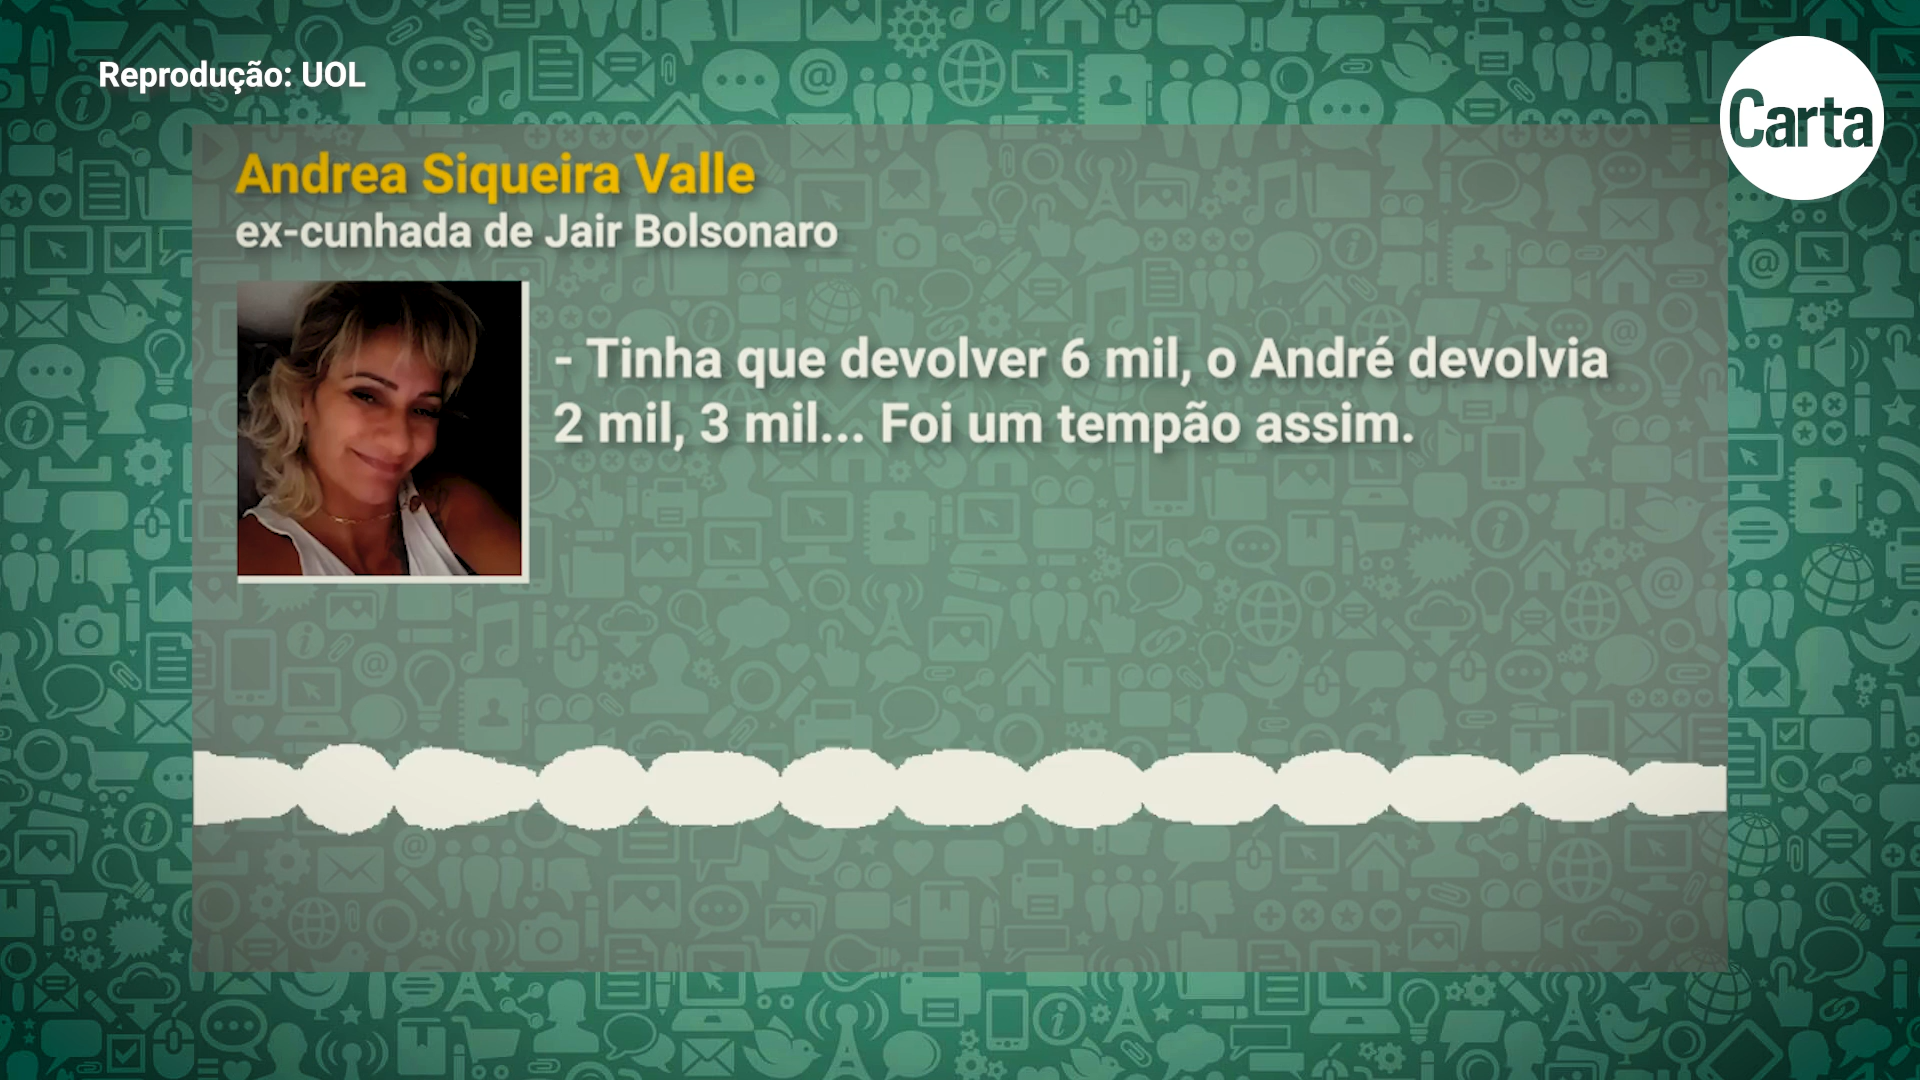 Reprodução: UOL
Carta
Andrea Siqueira Valle
ex-cunhada de Jair Bolsonaro
- Tinha que devolver 6 mil, o André devolvia
2 mil, 3 mil... Foi um tempão assim.